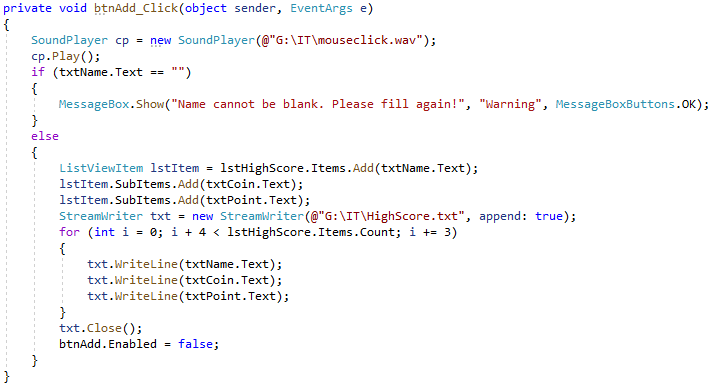 private void btnAdd_Click(object sender, EventArgs e)
{
SoundPlayer cp = new SoundPlayer(@"G:\IT\mouseclick.wav");
cp.Play();
if (txtName.Text == "")
{
MessageBox.Show("Name cannot be blank. Please fill again!", "Warning", MessageBoxButtons.OK);
}
else
{
ListViewItem lstItem = lstHighScore.Items.Add(txtName.Text);
lstItem.SubItems.Add(txtCoin.Text);
lstItem.SubItems.Add(txtPoint.Text);
StreamWriter txt = new StreamWriter(@"G:\IT\HighScore.txt", append: true);
for (int i = 0; i + 4 < lstHighScore.Items.Count; i += 3)
{
txt.WriteLine(txtName.Text);
txt.WriteLine(txtCoin.Text);
txt.WriteLine(txtPoint.Text);
}
txt.Close();
btnAdd.Enabled = false;
}
}